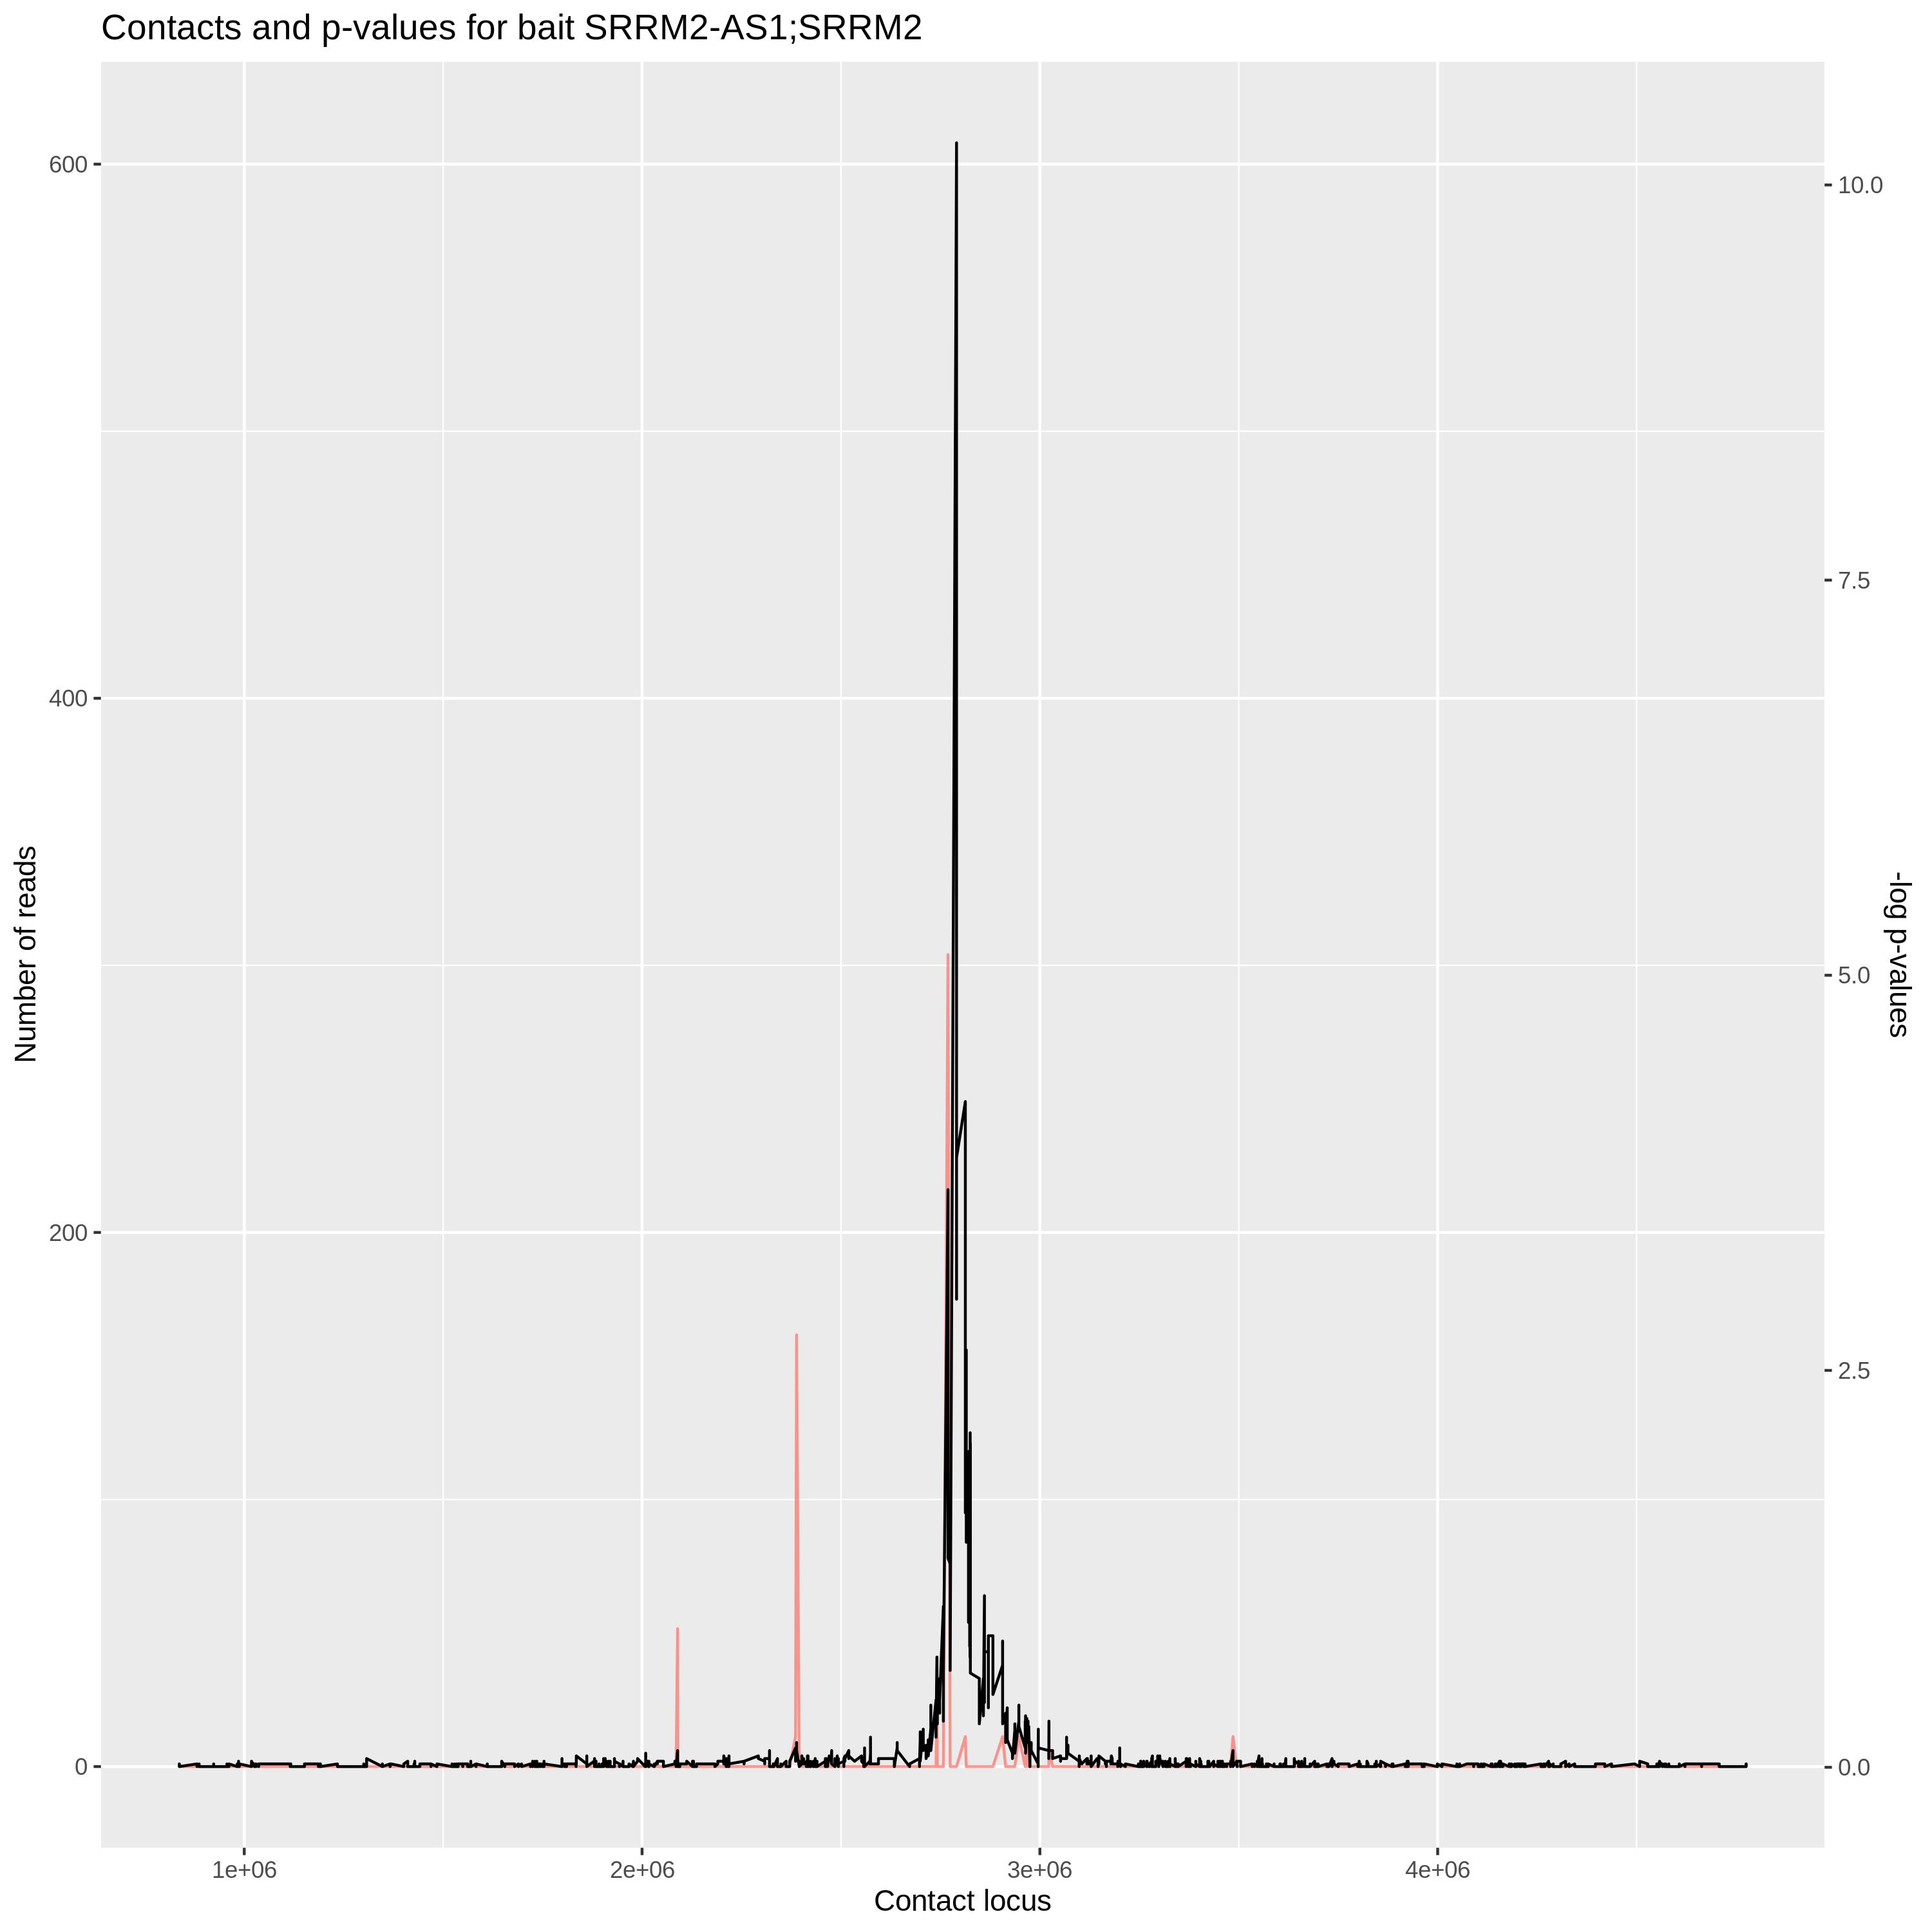 Contacts and p-values for bait SRRM2-AS1;SRRM2
600
400
200
0
Number of reads
10.0
7.5
5.0
2.5
0.0
-log p-values
1e+06
2e+06
3e+06
4e+06
Contact locus